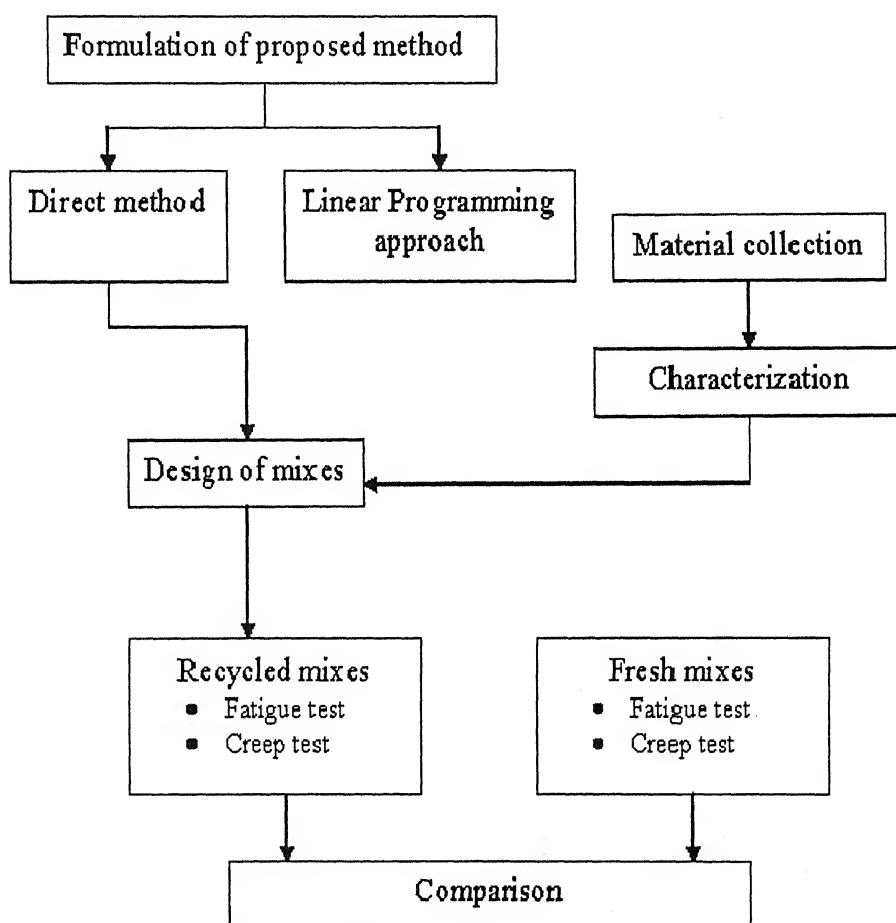 Formulation of proposed method
Direct method
Linear Programming
approach
Material collection
Characterization
Design of mixes
Recycled mixes
▪ Fatigue test
▪ Creep test
Fresh mixes
▪ Fatigue test
▪ Creep test
Comparison